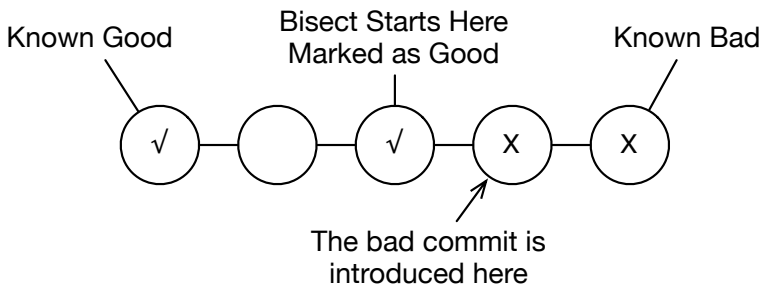 Known Good
Bisect Starts Here
Marked as Good
Known Bad
√
√
X
X
The bad commit is
introduced here